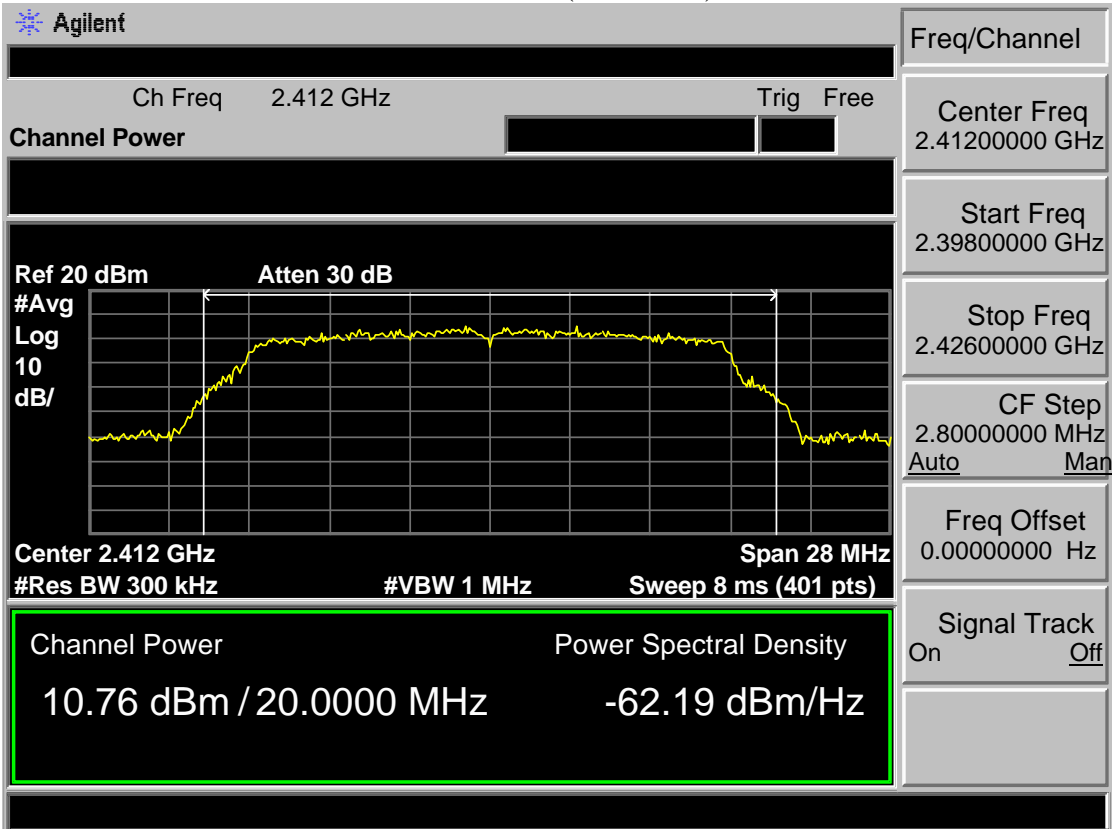 Agilent
Freq/Channel
Ch Freq 2.412 GHz Trig Free
Channel Power
Center Freq
2.41200000 GHz
Start Freq
2.39800000 GHz
Stop Freq
2.42600000 GHz
CF Step
2.80000000 MHz
Auto Man
Freq Offset
0.00000000 Hz
Signal Track
On Off
Ref 20 dBm Atten 30 dB
#Avg
Log
10
dB/
Center 2.412 GHz Span 28 MHz
#Res BW 300 kHz #VBW 1 MHz Sweep 8 ms (401 pts)
Channel Power Power Spectral Density
10.76 dBm / 20.0000 MHz -62.19 dBm/Hz